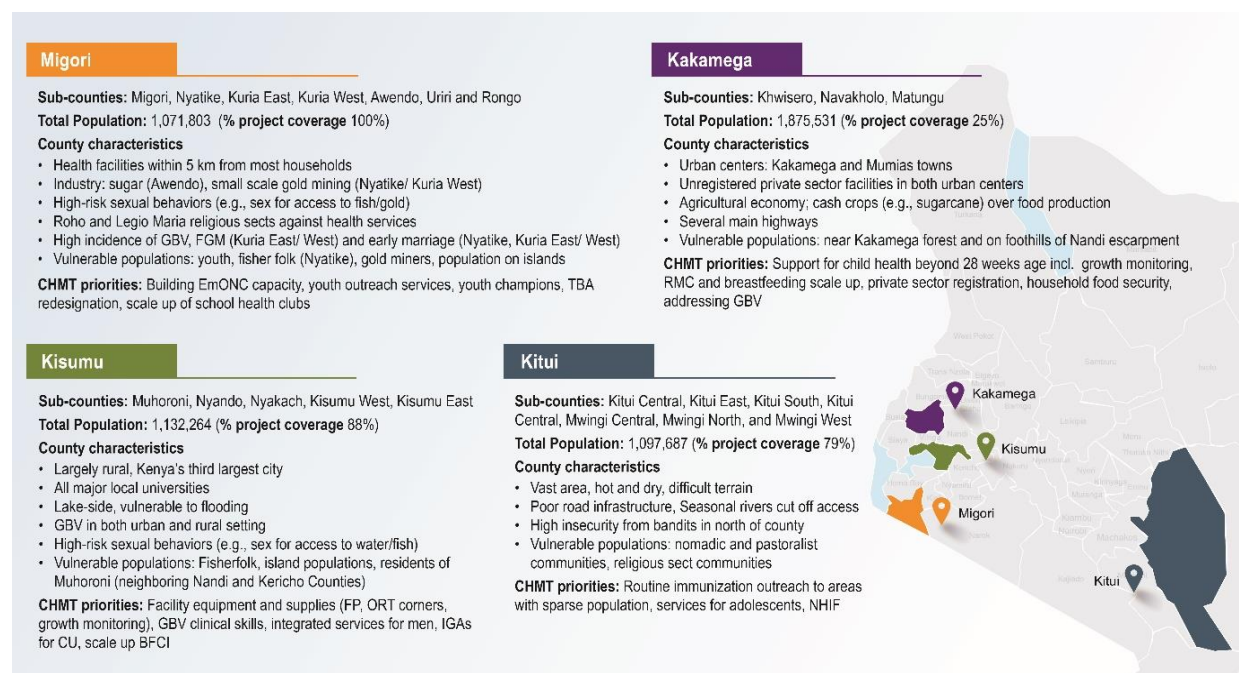 Migori
Sub-counties: Migori, Nyatike, Kuria East, Kuria West, Awendo, Uriri and Rongo
Total Population: 1,071,803 (% project coverage 100%)
County characteristics
• Health facilities within 5 km from most households
• Industry: sugar (Awendo), small scale gold mining (Nyatike/ Kuria West)
• High-risk sexual behaviors (e.g., sex for access to fish/gold)
• Roho and Legio Maria religious sects against health services
• High incidence of GBV, FGM (Kuria East/ West) and early marriage (Nyatike, Kuria East/ West)
• Vulnerable populations: youth, fisher folk (Nyatike), gold miners, population on islands
CHMT priorities: Building EmONC capacity, youth outreach services, youth champions, TBA
redesignation, scale up of school health clubs
Kakamega
Sub-counties: Khwisero, Navakholo, Matungu
Total Population: 1,875,531 (% project coverage 25%)
County characteristics
• Urban centers: Kakamega and Mumias towns
• Unregistered private sector facilities in both urban centers
• Agricultural economy; cash crops (e.g., sugarcane) over food production
• Several main highways
• Vulnerable populations: near Kakamega forest and on foothills of Nandi escarpment
CHMT priorities: Support for child health beyond 28 weeks age incl. growth monitoring,
RMC and breastfeeding scale up, private sector registration, household food security,
addressing GBV
Kisumu
Sub-counties: Muhoroni, Nyando, Nyakach, Kisumu West, Kisumu East
Total Population: 1,132,264 (% project coverage 88%)
County characteristics
• Largely rural, Kenya's third largest city
• All major local universities
• Lake-side, vulnerable to flooding
• GBV in both urban and rural setting
• High-risk sexual behaviors (e.g., sex for access to water/fish)
• Vulnerable populations: Fisherfolk, island populations, residents of
Muhoroni (neighboring Nandi and Kericho Counties)
CHMT priorities: Facility equipment and supplies (FP, ORT corners,
growth monitoring), GBV clinical skills, integrated services for men, IGAs
for CU, scale up BFCI
Kitui
Sub-counties: Kitui Central, Kitui East, Kitui South, Kitui
Central, Mwingi Central, Mwingi North, and Mwingi West
Total Population: 1,097,687 (% project coverage 79%)
County characteristics
• Vast area, hot and dry, difficult terrain
• Poor road infrastructure, Seasonal rivers cut off access
• High insecurity from bandits in north of county
• Vulnerable populations: nomadic and pastoralist
communities, religious sect communities
CHMT priorities: Routine immunization outreach to areas
with sparse population, services for adolescents, NHIF
Turkana
West Pokot
Samburu
Kakamega
Kisumu
Migori
Machakos
Kitui